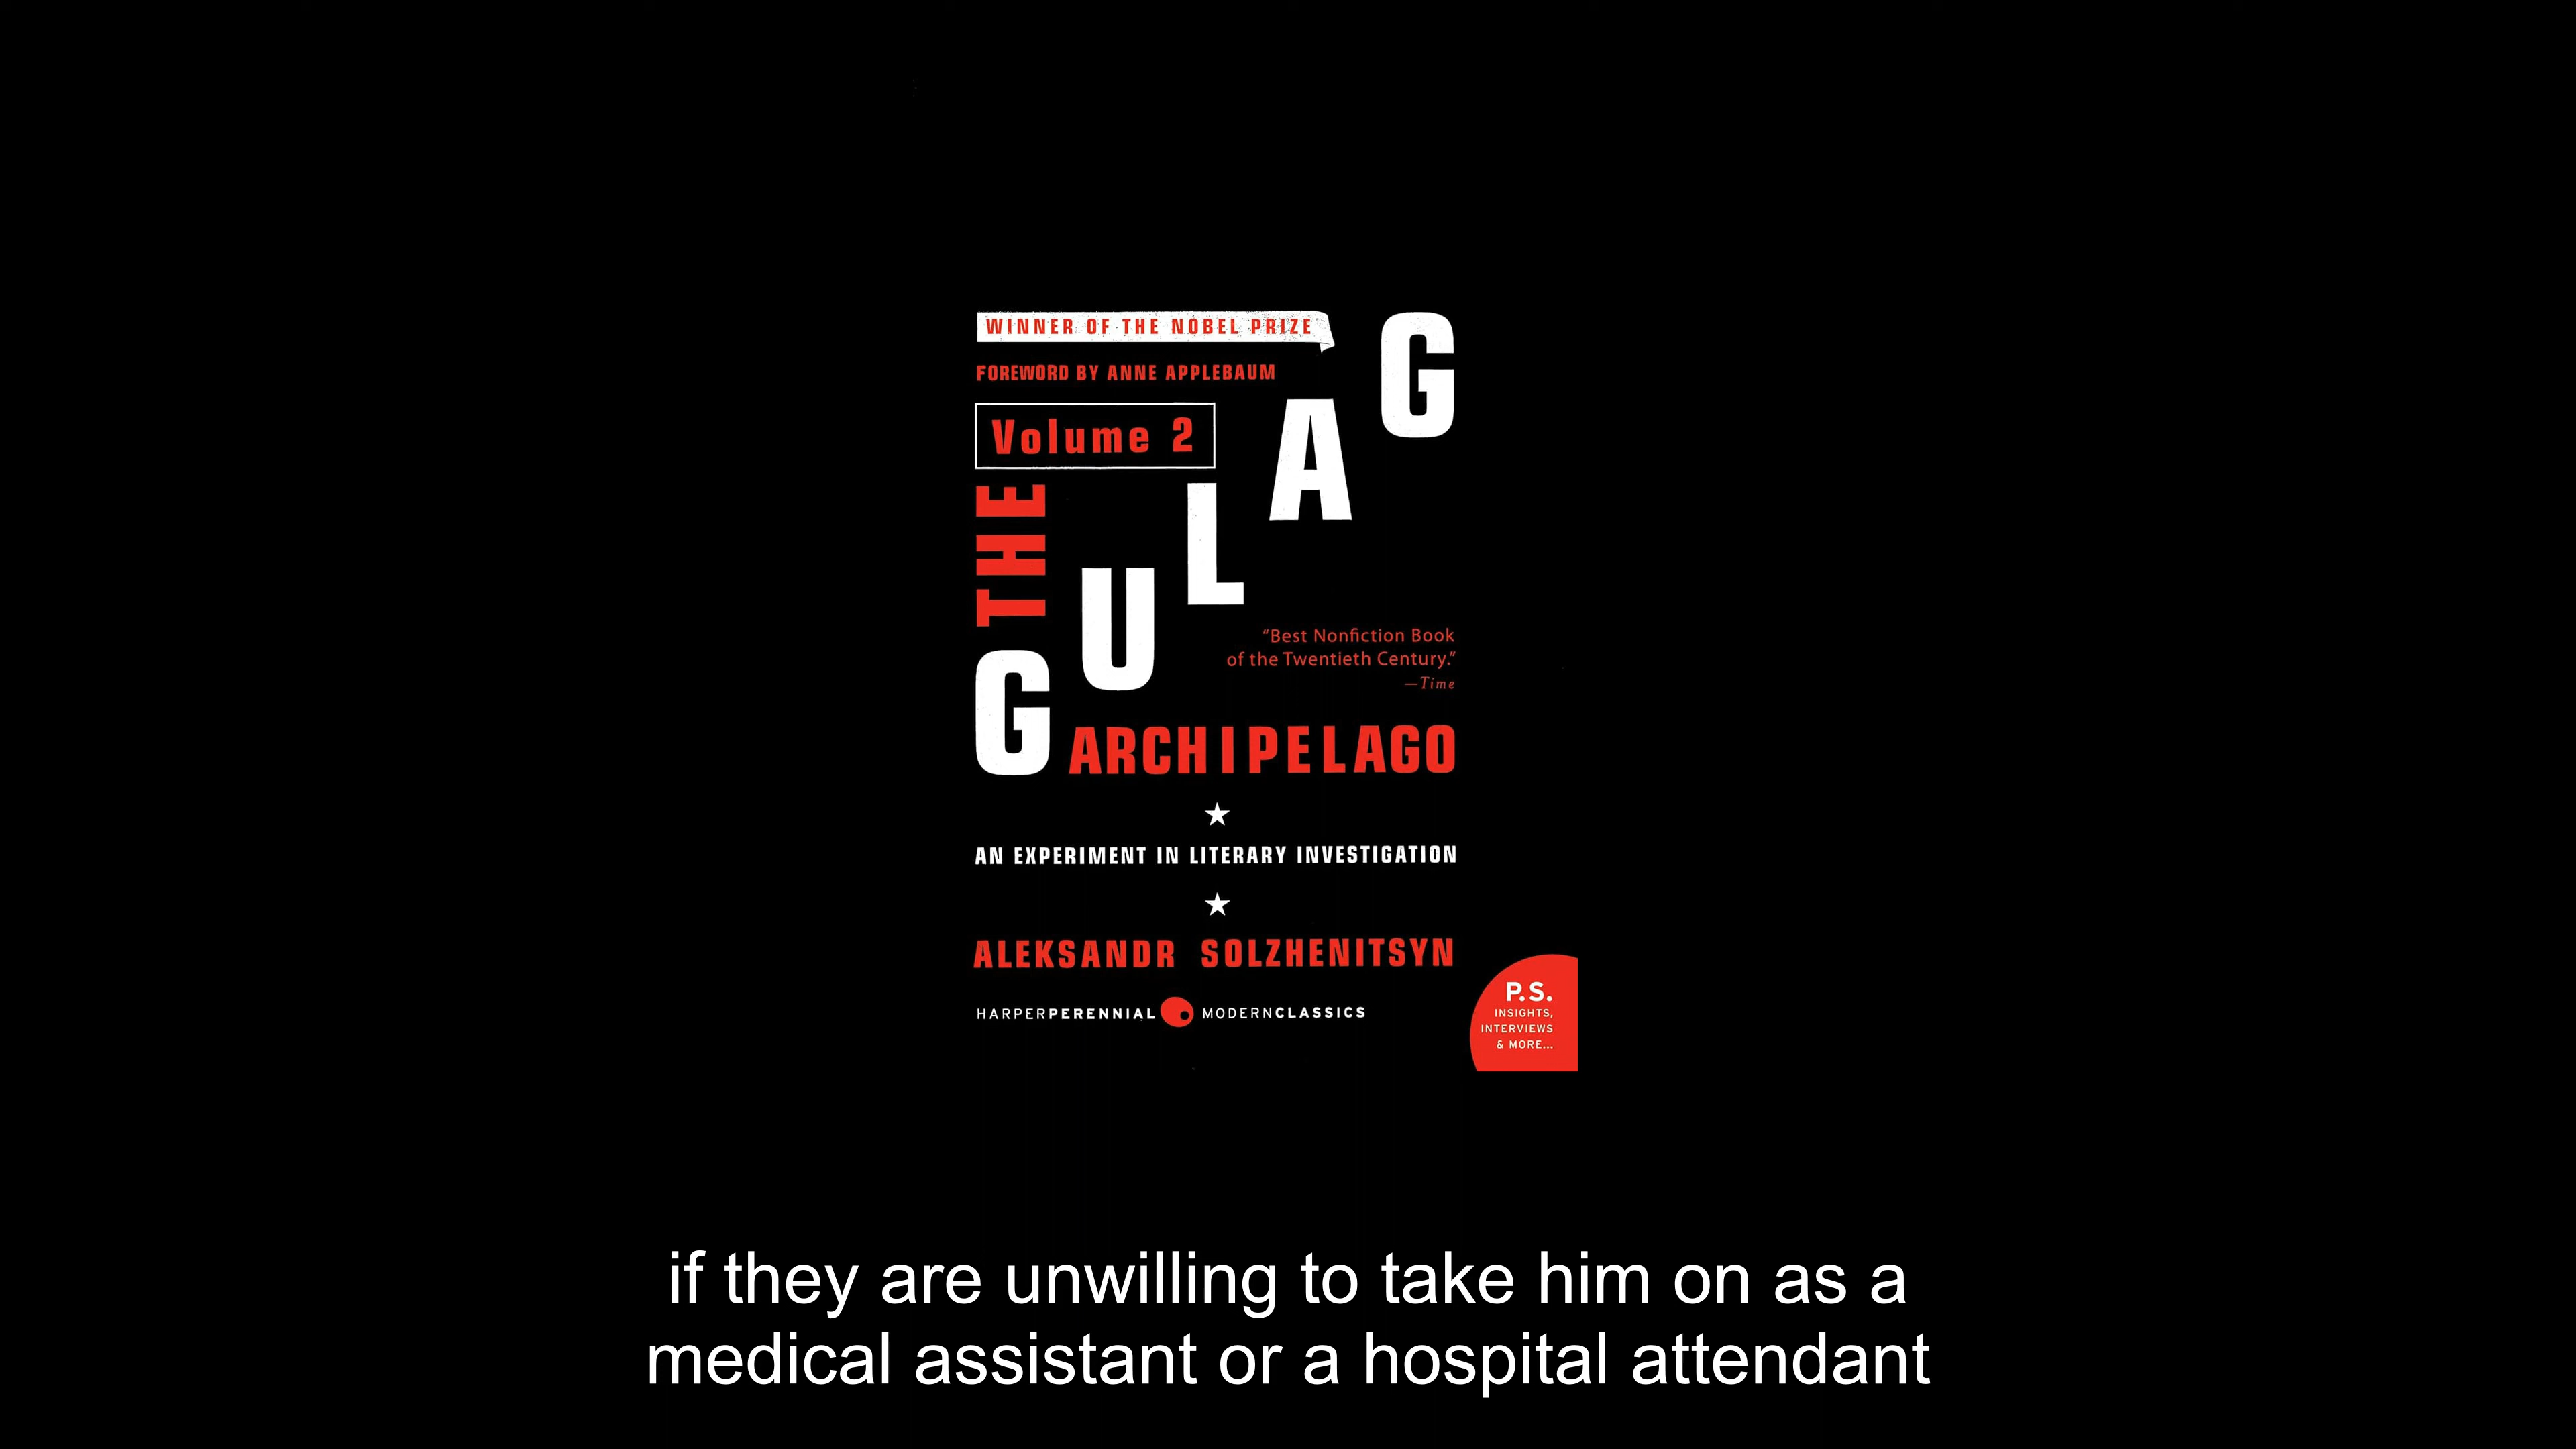 WINNER OF THE NOBEL PRIZE
FOREWORD BY ANNE APPLEBAUM
Volume 2
THE
GULAG
"Best Nonfiction Book
of the Twentieth Century."
—Time
ARCHIPELAGO
AN EXPERIMENT IN LITERARY INVESTIGATION
ALEKSANDR SOLZHENITSYN
HARPERPERENNIAL MODERNCLASSICS
P.S.
INSIGHTS,
INTERVIEWS
& MORE...
if they are unwilling to take him on as a
medical assistant or a hospital attendant